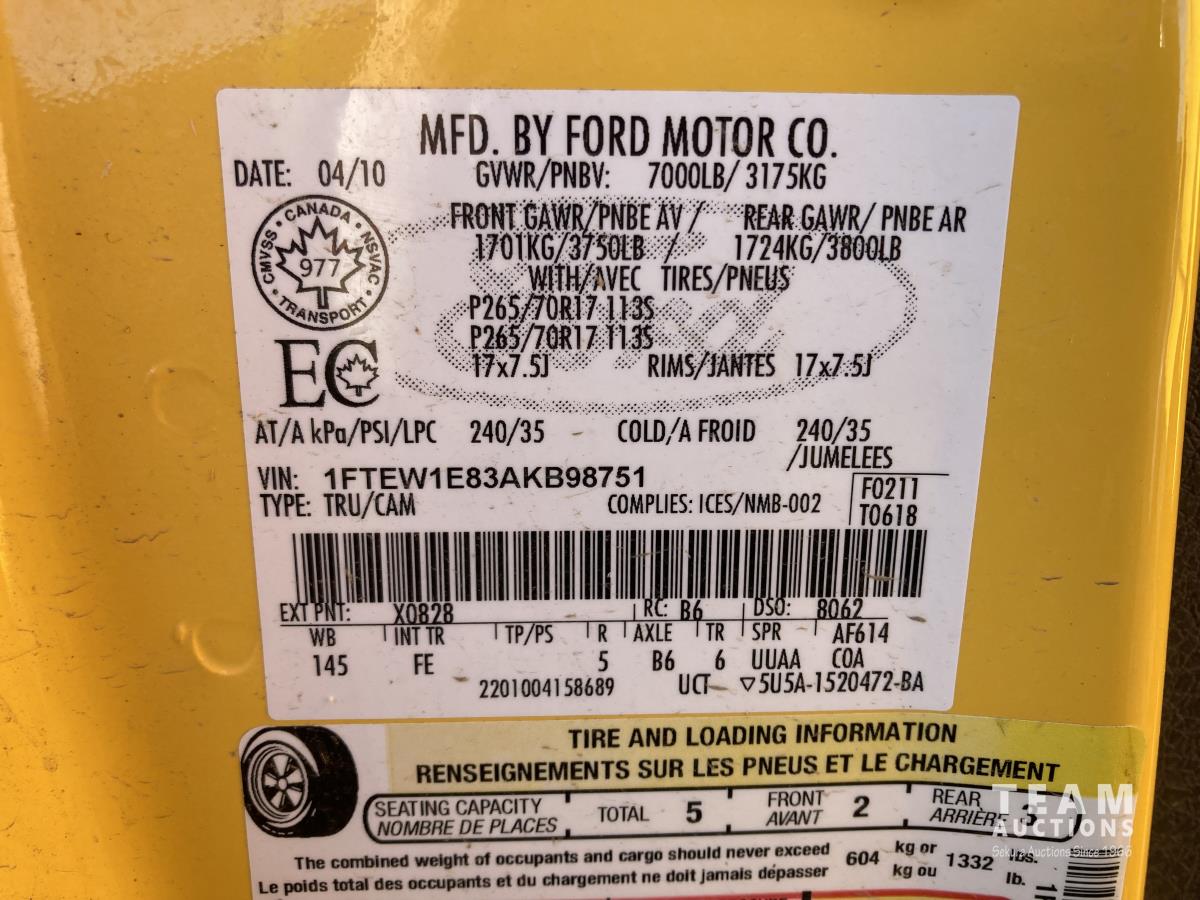 MFD. BY FORD MOTOR CO.
DATE: 04/10 GVWR/PNBV: 7000LB/ 3175KG
FRONT GAWR/PNBE AV / REAR GAWR/ PNBE AR
1701KG/3750LB / 1724KG/3800LB
WITH/AVEC TIRES/PNEUS
P265/70R17 113S
P265/70R17 113S
17x7.5J RIMS/JANTES 17x7.5J
CANADA
CMVSS 977 NSVAC
TRANSPORT
EC
AT/A kPa/PSI/LPC 240/35 COLD/A FROID 240/35
/JUMELEES
VIN: 1FTEW1E83AKB98751
TYPE: TRU/CAM COMPLIES: ICES/NMB-002
F0211
T0618
EXT PNT: X0828 RC: B6 DSO: 8062
WB INT TR TP/PS R AXLE TR SPR AF614
145 FE 5 B6 6 UUAA COA
2201004158689 UCT ▽5U5A-1520472-BA
TIRE AND LOADING INFORMATION
RENSEIGNEMENTS SUR LES PNEUS ET LE CHARGEMENT
SEATING CAPACITY TOTAL 5 FRONT 2 REAR 3
NOMBRE DE PLACES AVANT ARRIÈRE
TEAM
AUCTIONS
Sekura Auctions Since 1966
The combined weight of occupants and cargo should never exceed 604 kg or 1332 lbs.
Le poids total des occupants et du chargement ne doit jamais dépasser kg ou lb.